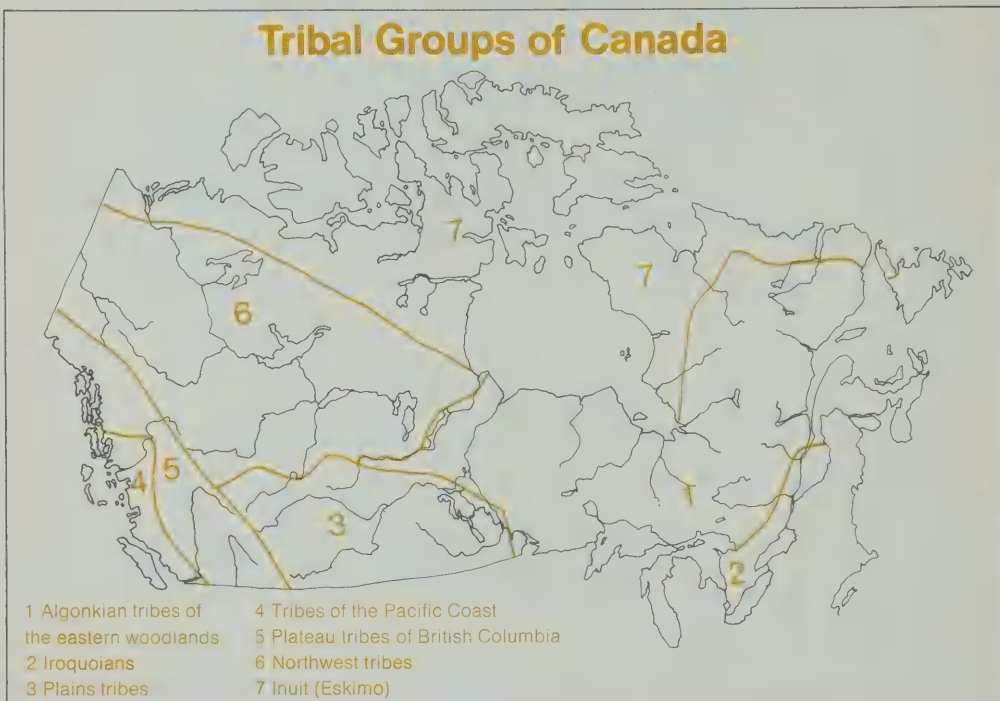 Tribal Groups of Canada
7
7
6
5
4
3
1
2
1 Algonkian tribes of
the eastern woodlands
2 Iroquoians
3 Plains tribes
4 Tribes of the Pacific Coast
5 Plateau tribes of British Columbia
6 Northwest tribes
7 Inuit (Eskimo)